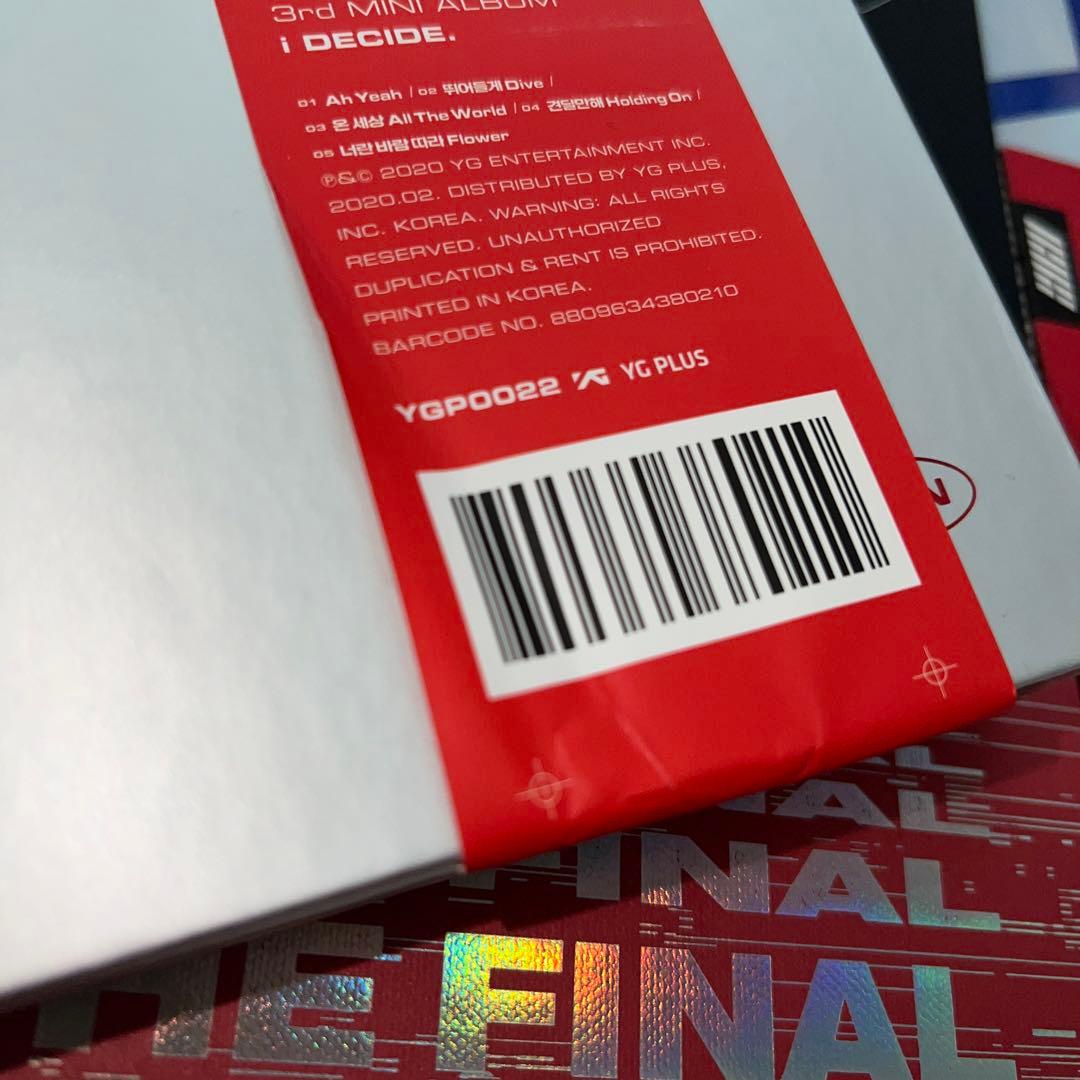 3rd MINI ALBUM
i DECIDE.
01 Ah Yeah / 02 뛰어들게 Dive /
03 온 세상 All The World / 04 견딜만해 Holding On /
05 너란 바람 따라 Flower
℗&© 2020 YG ENTERTAINMENT INC.
2020.02. DISTRIBUTED BY YG PLUS,
INC. KOREA. WARNING: ALL RIGHTS
RESERVED. UNAUTHORIZED
DUPLICATION & RENT IS PROHIBITED.
PRINTED IN KOREA.
BARCODE NO. 8809634380210
YGP0022 YG YG PLUS
FINAL
THE FINAL